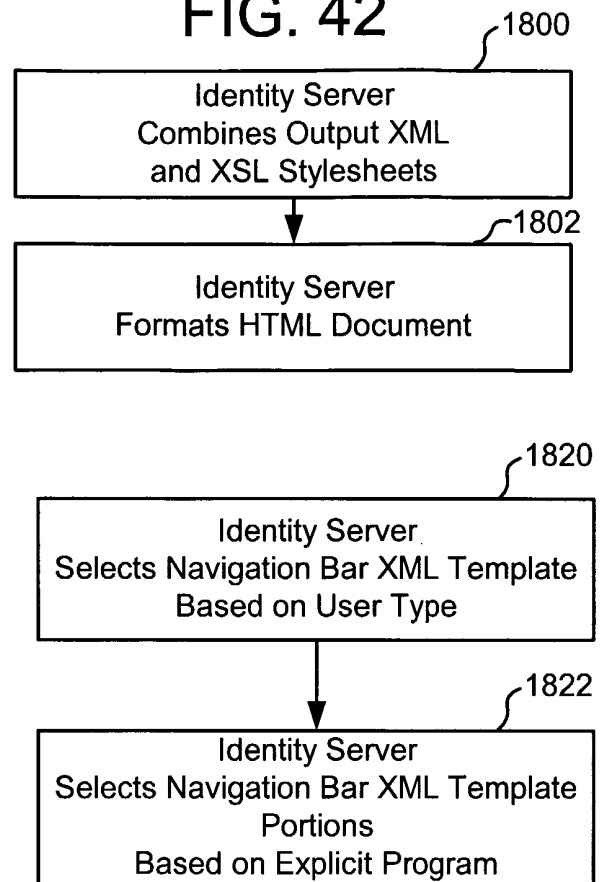 FIG. 42
1800
Identity Server
Combines Output XML
and XSL Stylesheets
1802
Identity Server
Formats HTML Document
1820
Identity Server
Selects Navigation Bar XML Template
Based on User Type
1822
Identity Server
Selects Navigation Bar XML Template
Portions
Based on Explicit Program